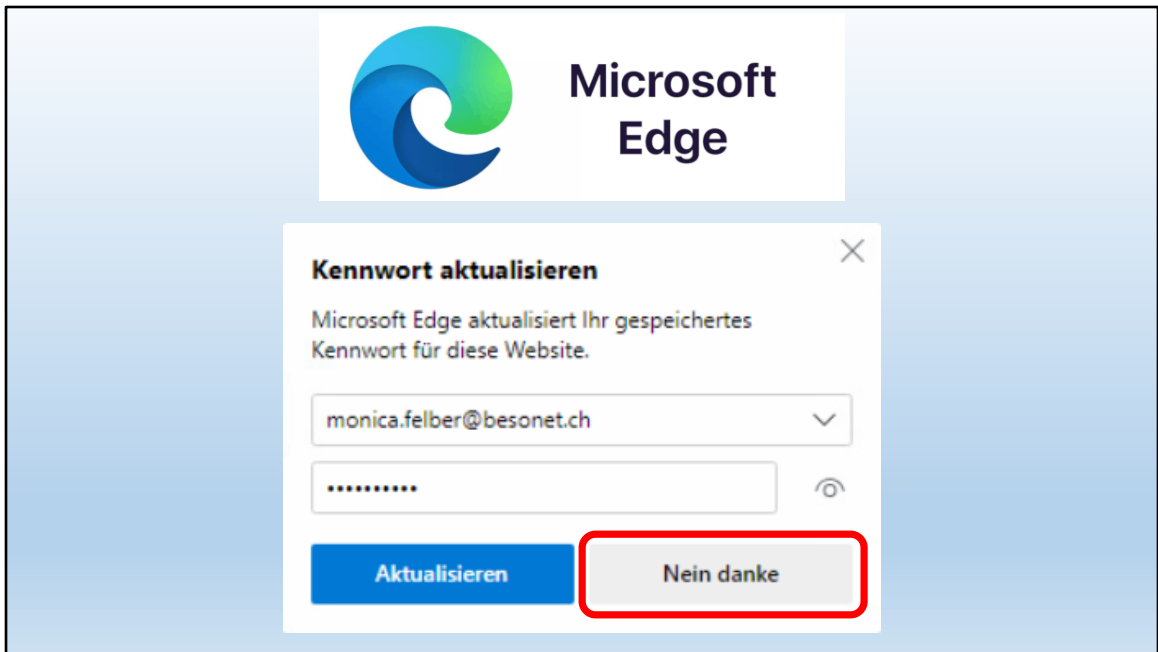 Microsoft
Edge
Kennwort aktualisieren
Microsoft Edge aktualisiert Ihr gespeichertes
Kennwort für diese Website.
monica.felber@besonet.ch
••••••••••
Aktualisieren
Nein danke